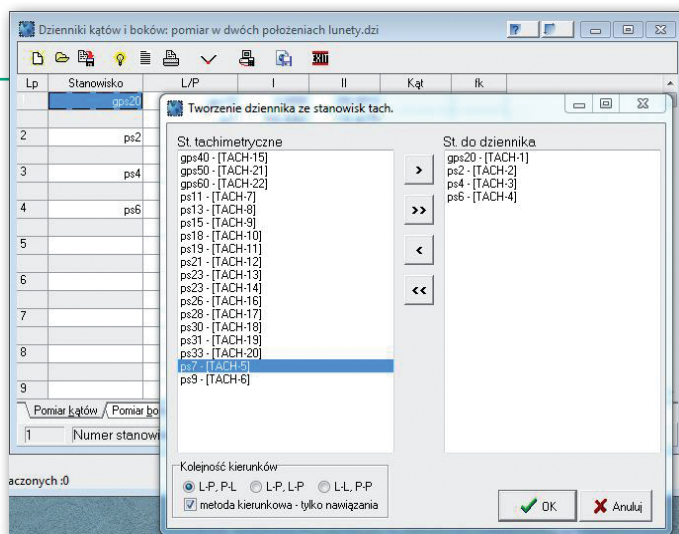 Dzienniki kątów i boków: pomiar w dwóch położeniach lunety.dzi
Lp Stanowisko L/P I II Kąt fk
gps20
2 ps2
3 ps4
4 ps6
5
6
7
8
9
Pomiar kątów Pomiar bo
1 Numer stanowi
aczonych :0
Tworzenie dziennika ze stanowisk tach.
St. tachimetryczne
gps40 - [TACH-15]
gps50 - [TACH-21]
gps60 - [TACH-22]
ps11 - [TACH-7]
ps13 - [TACH-8]
ps15 - [TACH-9]
ps18 - [TACH-10]
ps19 - [TACH-11]
ps21 - [TACH-12]
ps23 - [TACH-13]
ps23 - [TACH-14]
ps26 - [TACH-16]
ps28 - [TACH-17]
ps30 - [TACH-18]
ps31 - [TACH-19]
ps33 - [TACH-20]
ps7 - [TACH-5]
ps9 - [TACH-6]
>
>>
<
<<
St. do dziennika
gps20 - [TACH-1]
ps2 - [TACH-2]
ps4 - [TACH-3]
ps6 - [TACH-4]
Kolejność kierunków
L-P, P-L L-P, L-P L-L, P-P
metoda kierunkowa - tylko nawiązania
OK Anuluj